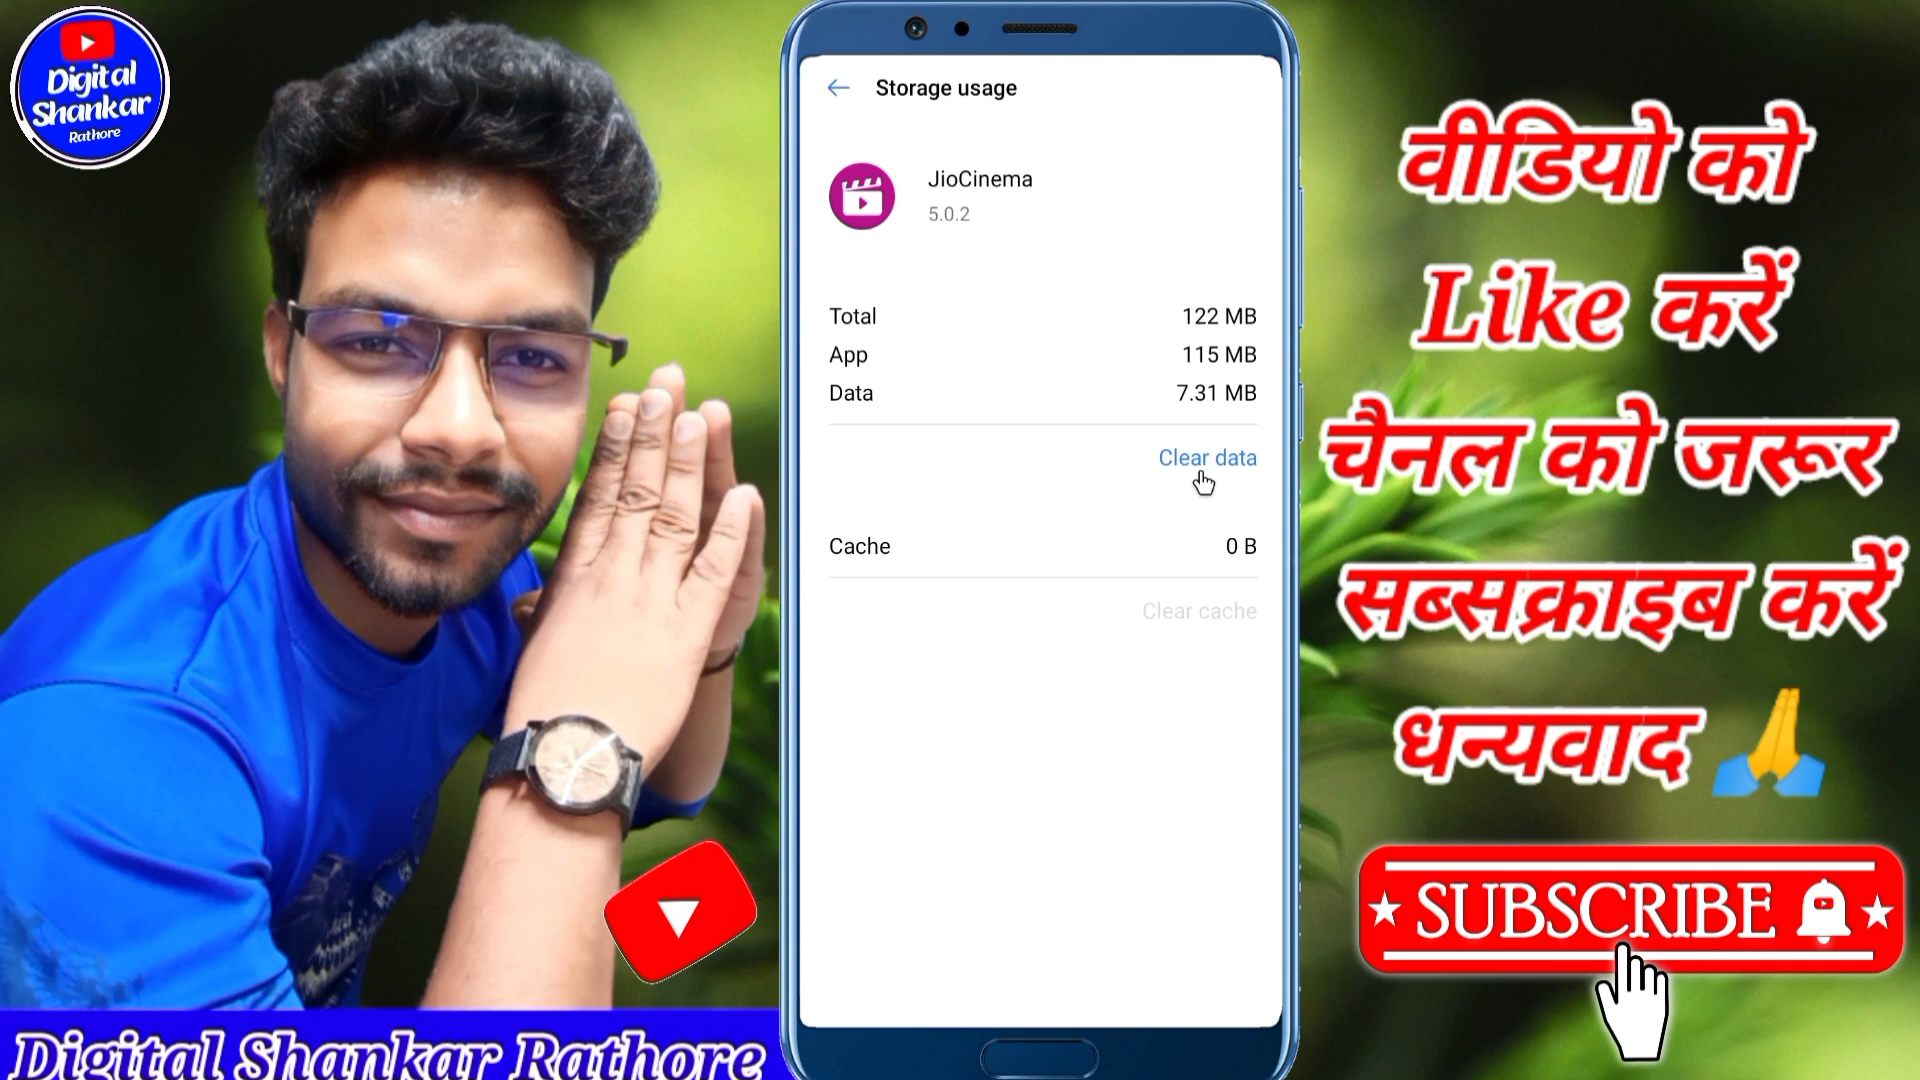 Digital
Shankar
Rathore
Storage usage
JioCinema
5.0.2
Total 122 MB
App 115 MB
Data 7.31 MB
Clear data
Cache 0 B
Clear cache
वीडियो को
Like करें
चैनल को जरूर
सब्सक्राइब करें
धन्यवाद 🙏
SUBSCRIBE
Digital Shankar Rathore